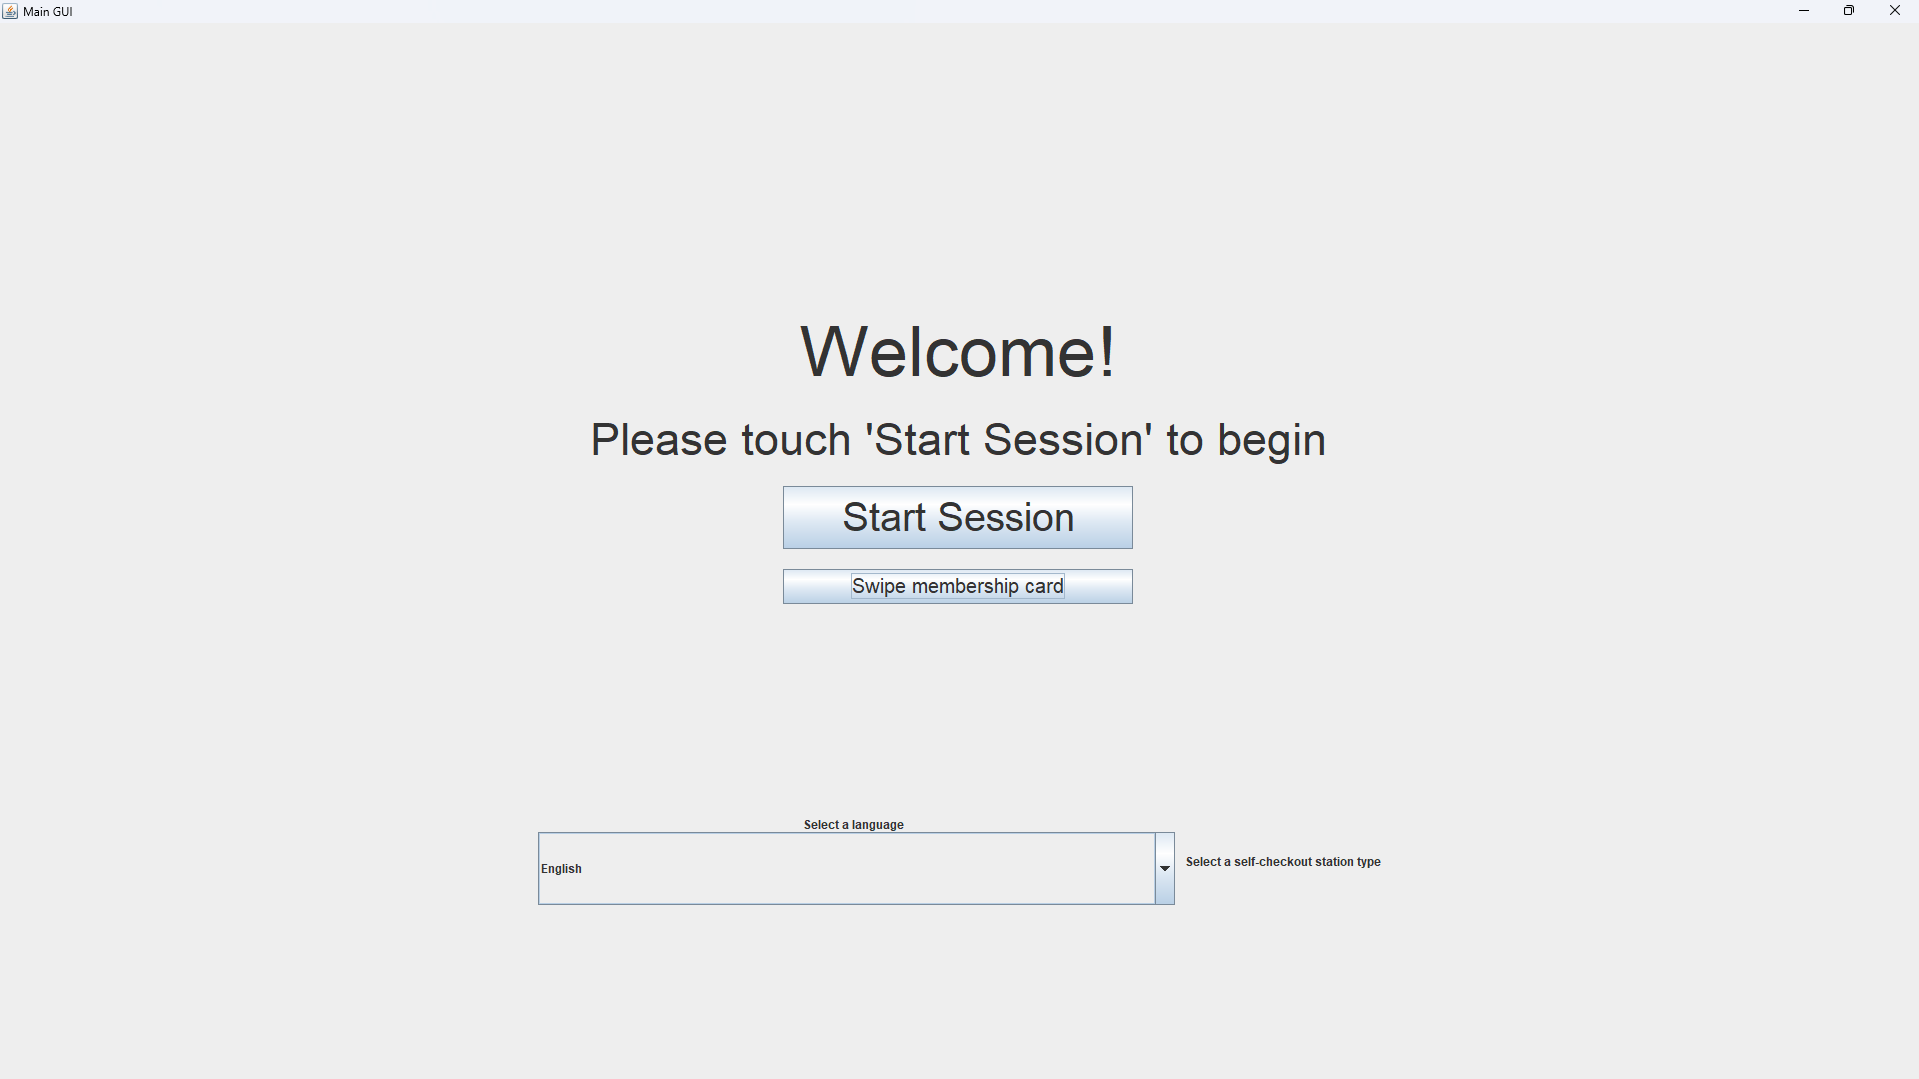 Main GUI
Welcome!
Please touch 'Start Session' to begin
Start Session
Swipe membership card
Select a language
English
Select a self-checkout station type